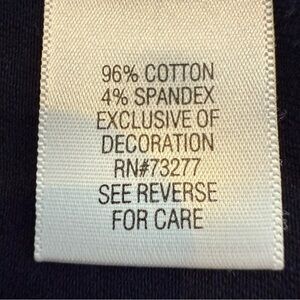 96% COTTON
4% SPANDEX
EXCLUSIVE OF
DECORATION
RN#73277
SEE REVERSE
FOR CARE